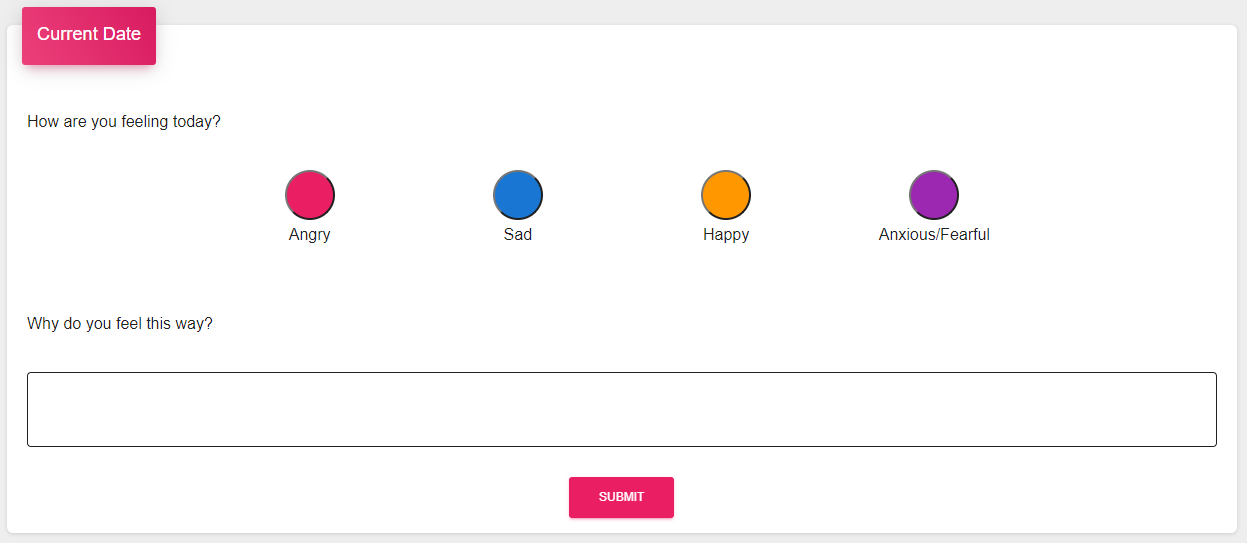 Current Date
How are you feeling today?
Angry
Sad
Happy
Anxious/Fearful
Why do you feel this way?
SUBMIT